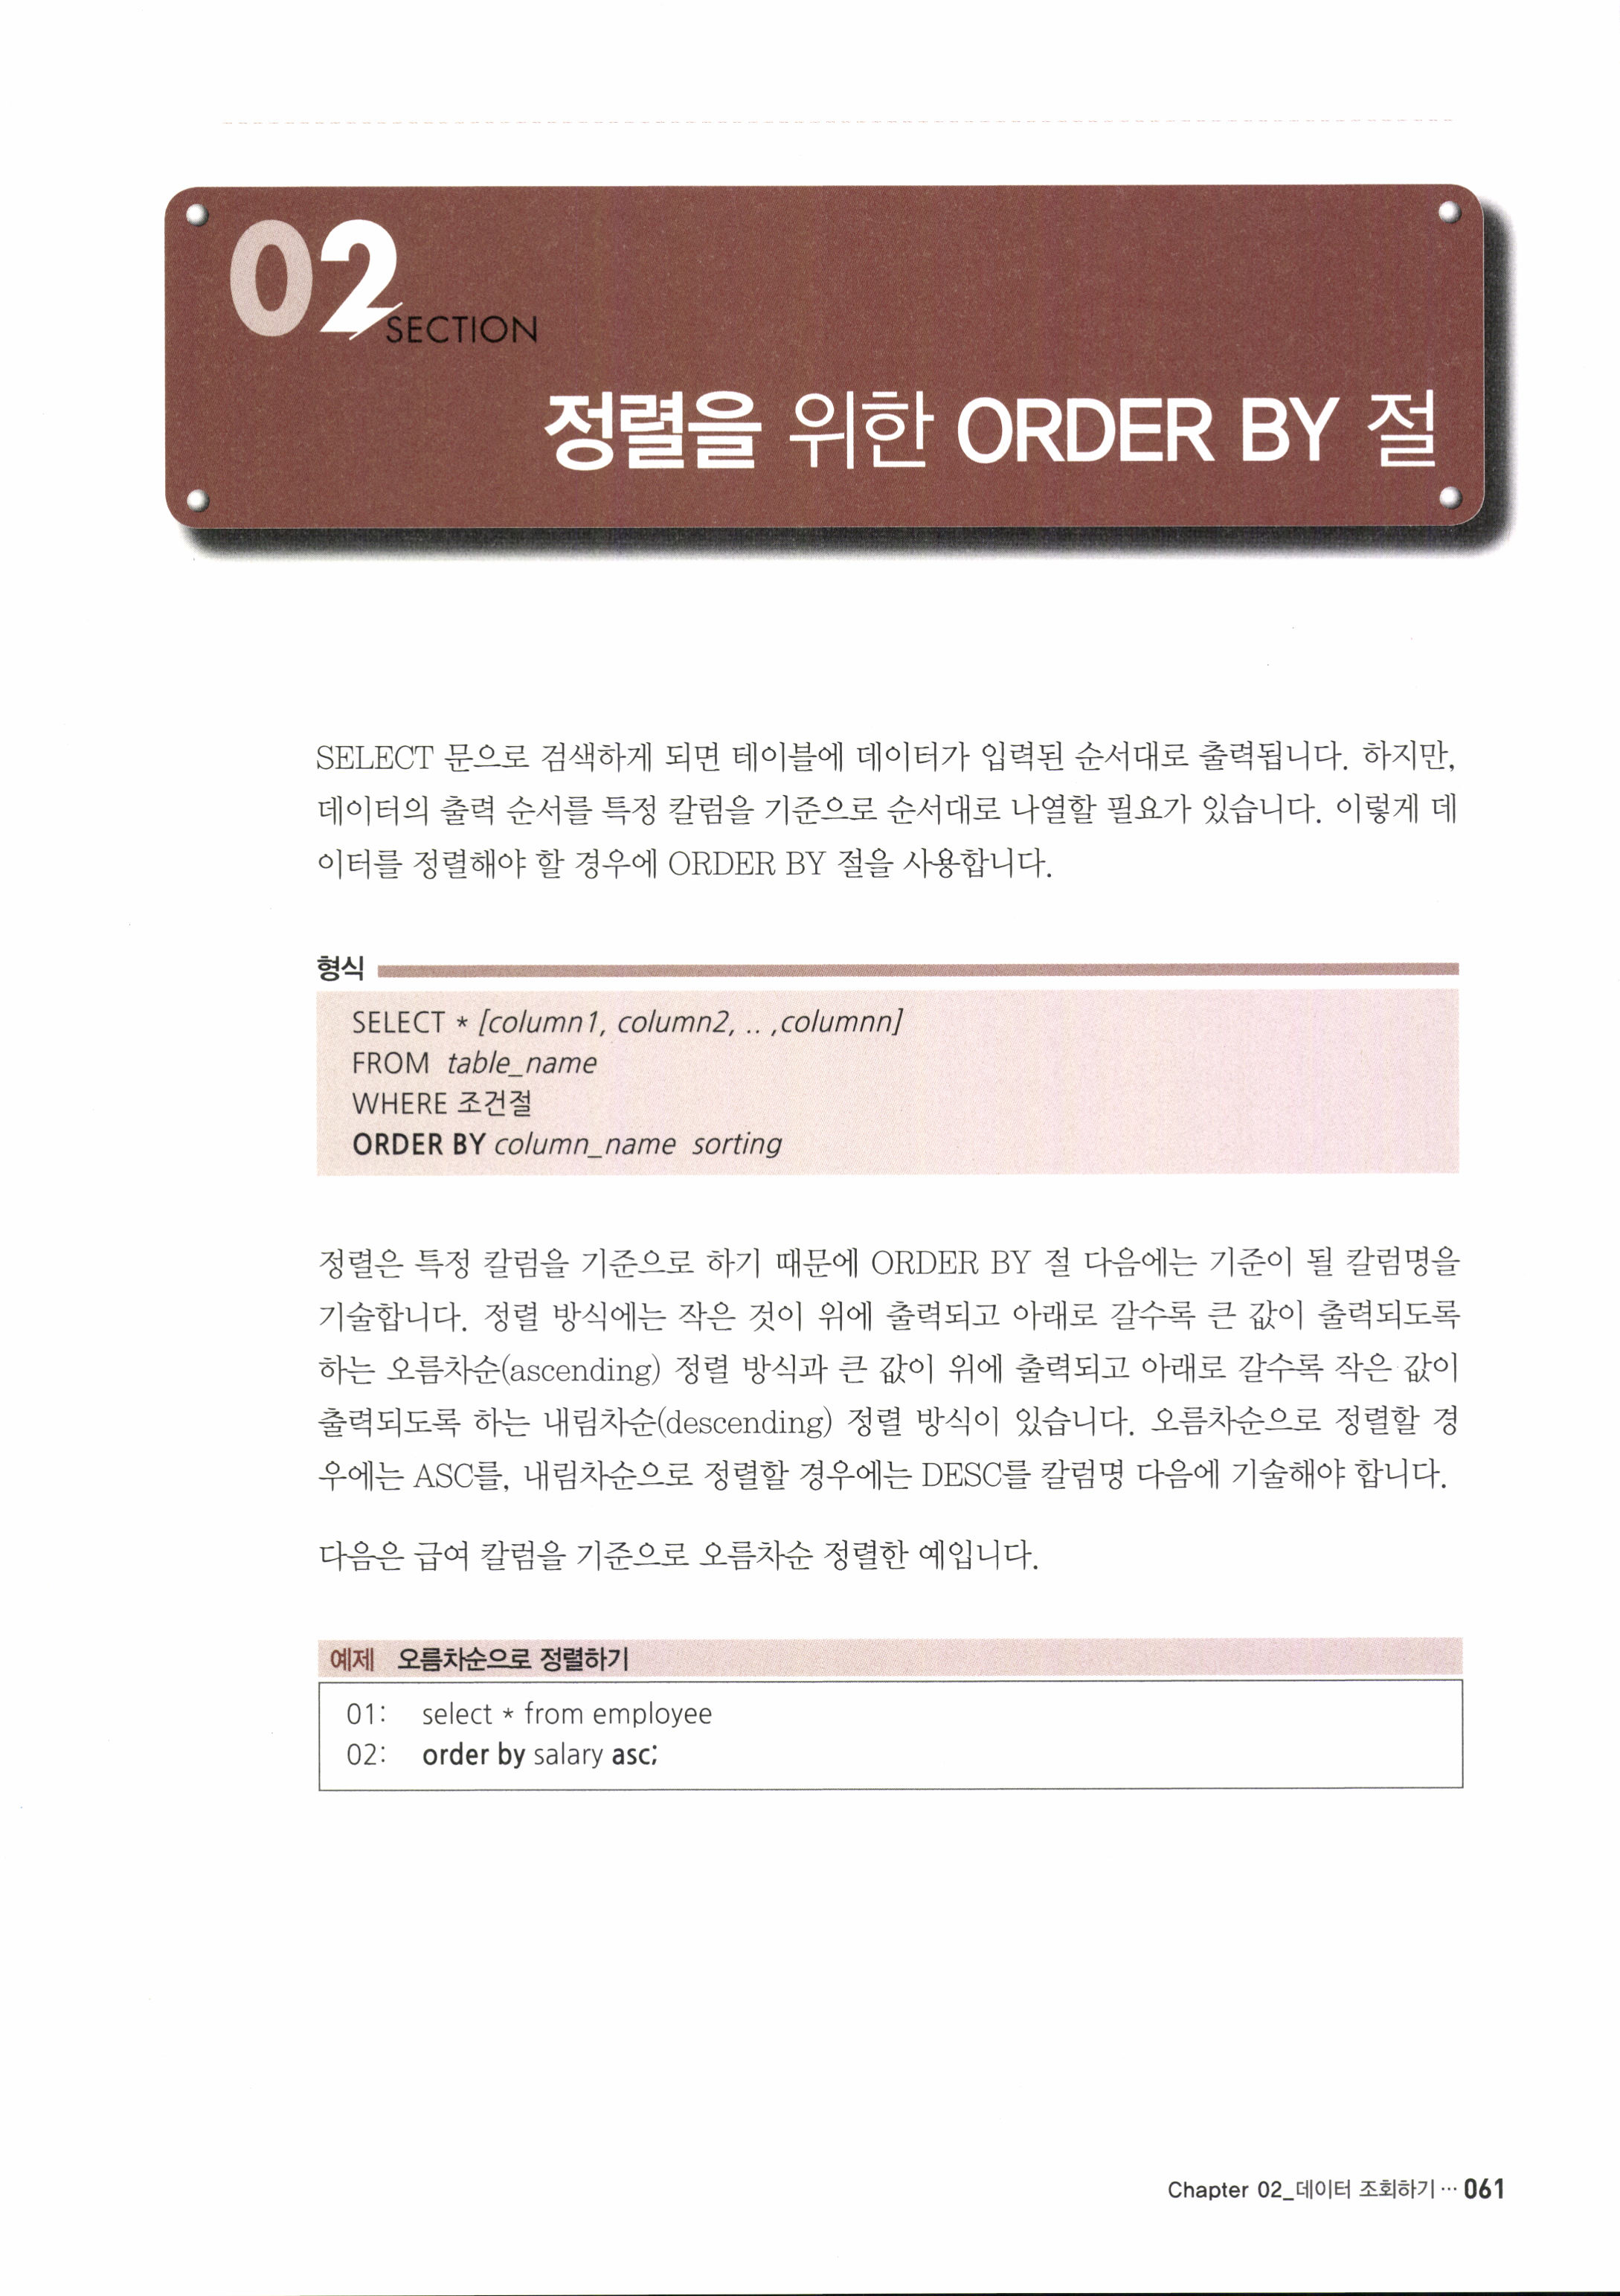 02 SECTION
정렬을 위한 ORDER BY 절
SELECT 문으로 검색하게 되면 테이블에 데이터가 입력된 순서대로 출력됩니다. 하지만,
데이터의 출력 순서를 특정 칼럼을 기준으로 순서대로 나열할 필요가 있습니다. 이렇게 데
이터를 정렬해야 할 경우에 ORDER BY 절을 사용합니다.
형식
SELECT * [column1, column2, .. ,columnn]
FROM table_name
WHERE 조건절
ORDER BY column_name sorting
정렬은 특정 칼럼을 기준으로 하기 때문에 ORDER BY 절 다음에는 기준이 될 칼럼명을
기술합니다. 정렬 방식에는 작은 것이 위에 출력되고 아래로 갈수록 큰 값이 출력되도록
하는 오름차순(ascending) 정렬 방식과 큰 값이 위에 출력되고 아래로 갈수록 작은 값이
출력되도록 하는 내림차순(descending) 정렬 방식이 있습니다. 오름차순으로 정렬할 경
우에는 ASC를, 내림차순으로 정렬할 경우에는 DESC를 칼럼명 다음에 기술해야 합니다.
다음은 급여 칼럼을 기준으로 오름차순 정렬한 예입니다.
예제 오름차순으로 정렬하기
01: select * from employee
02: order by salary asc;
Chapter 02_데이터 조회하기 ··· 061